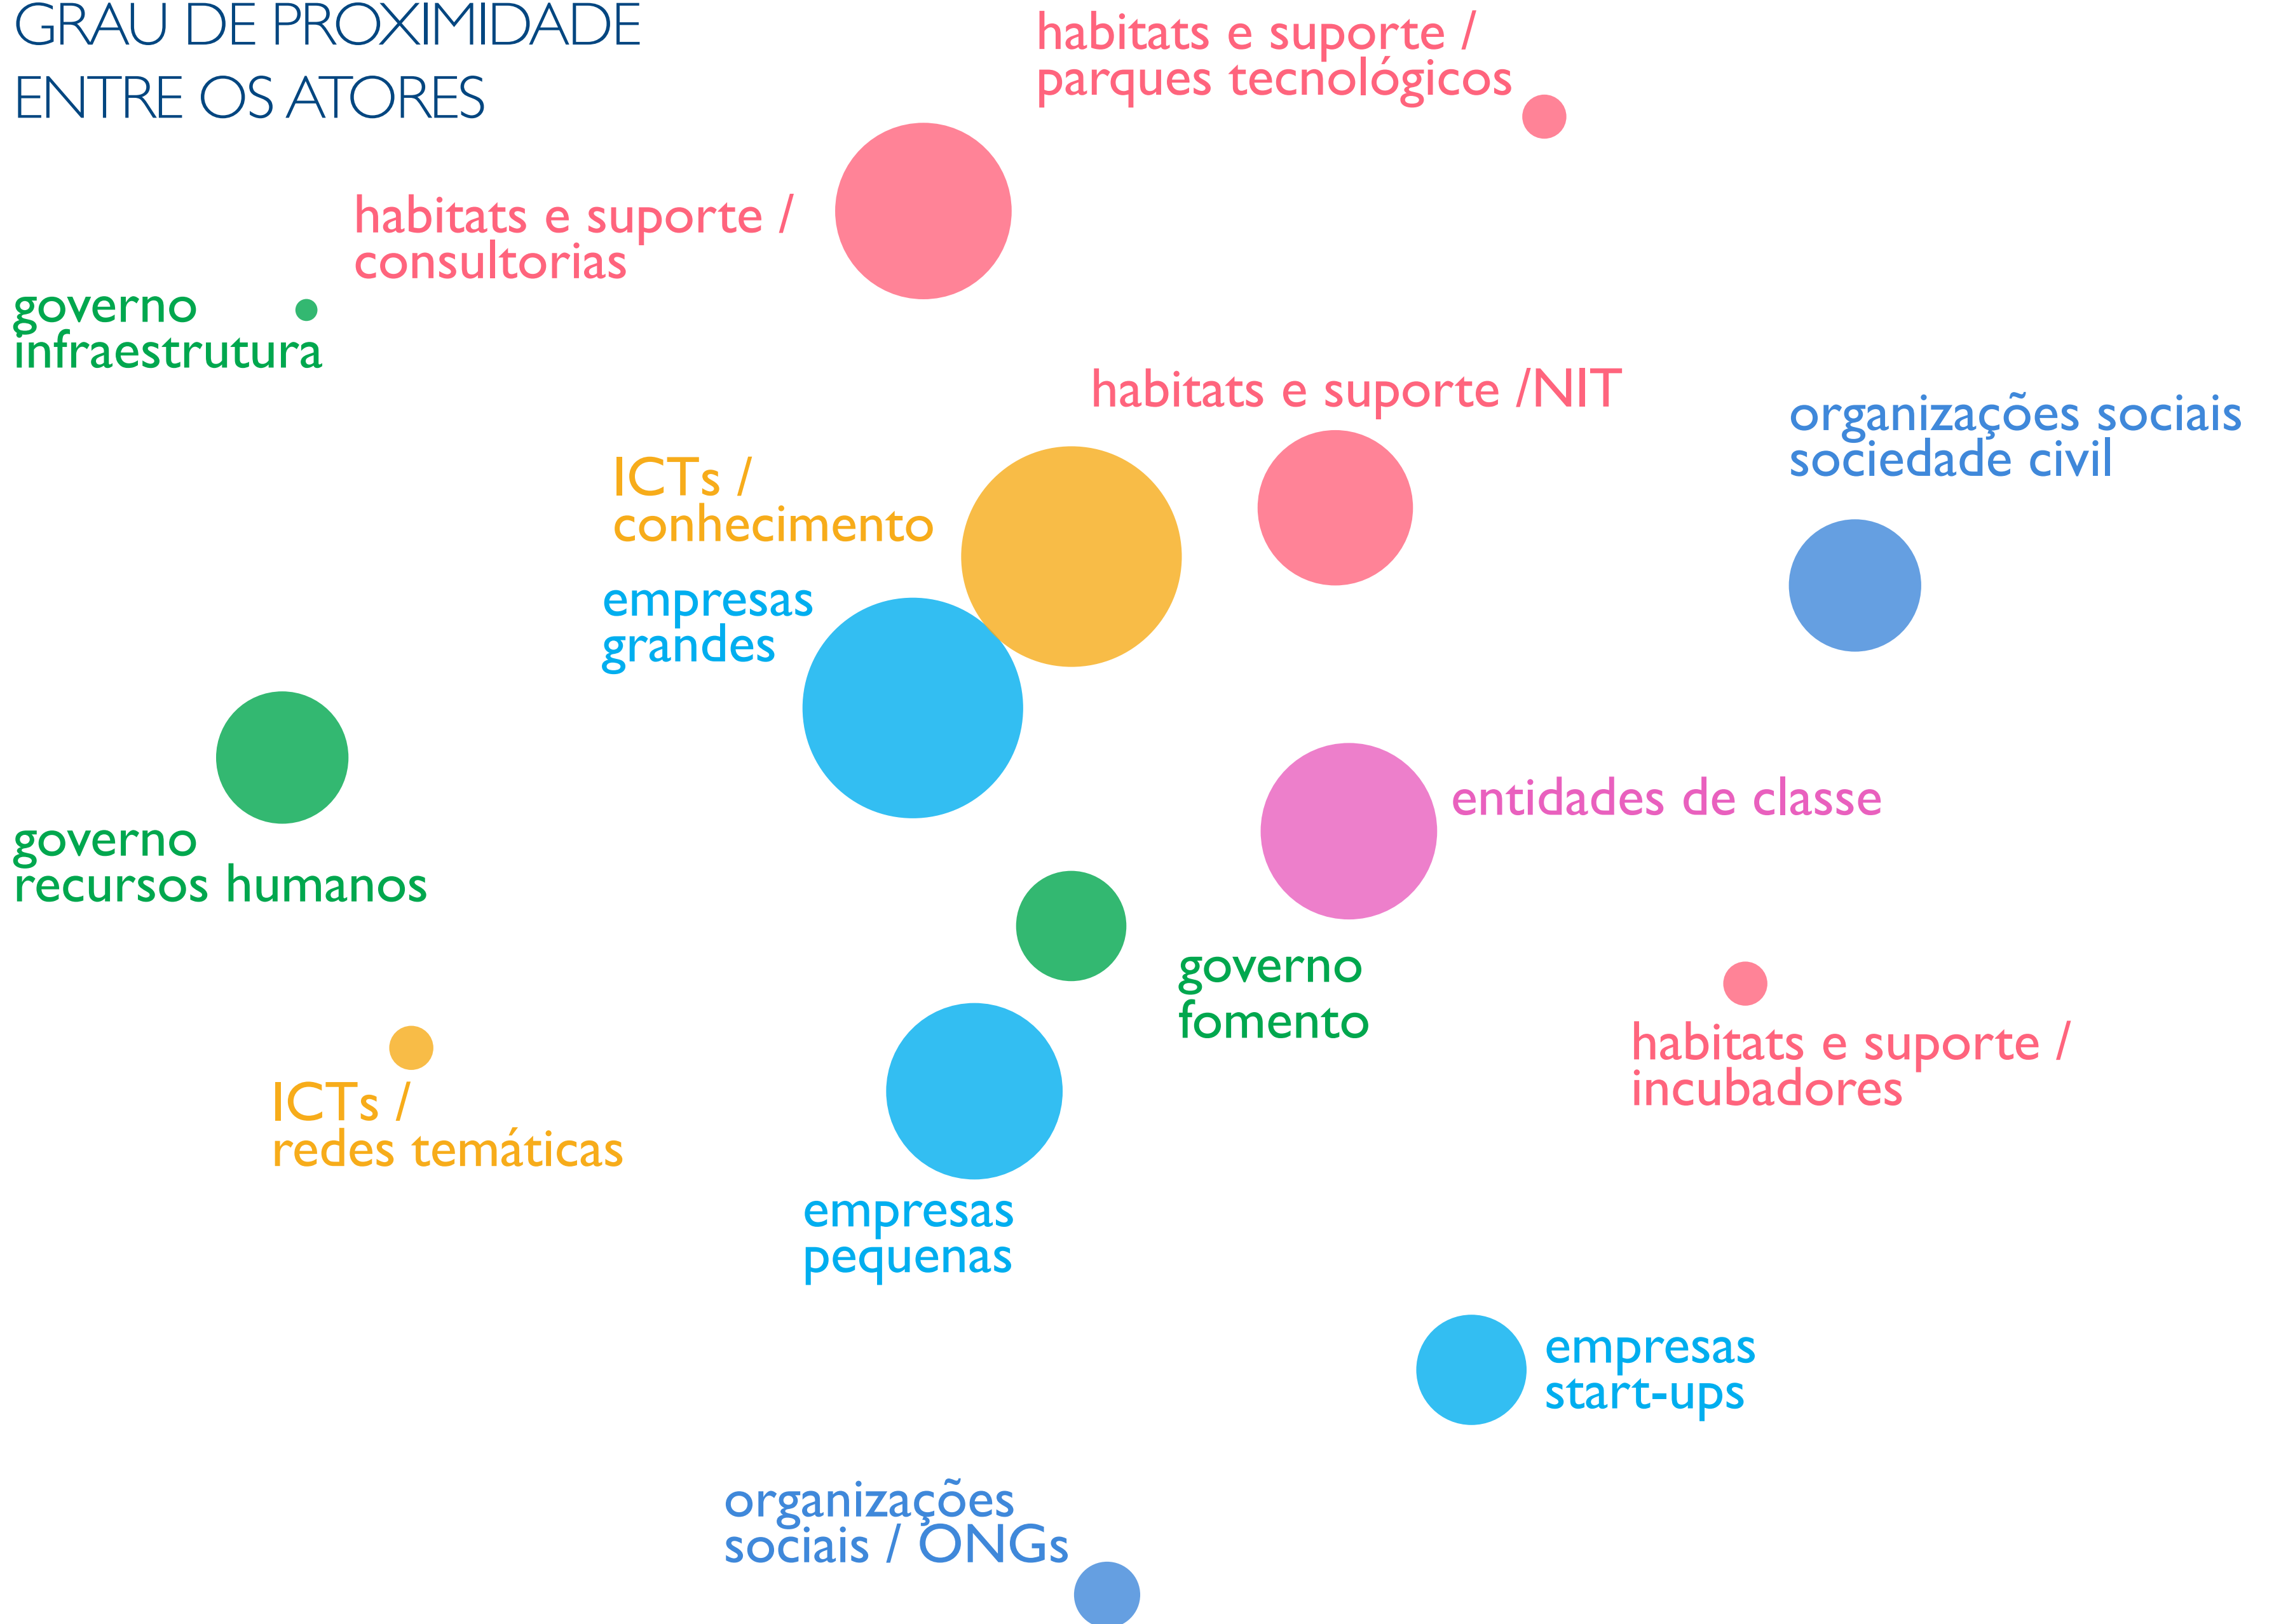 GRAU DE PROXIMIDADE
ENTRE OS ATORES
habitats e suporte /
parques tecnológicos
habitats e suporte /
consultorias
governo
infraestrutura
habitats e suporte /NIT
organizações sociais
sociedade civil
ICTs /
conhecimento
empresas
grandes
entidades de classe
governo
recursos humanos
governo
fomento
habitats e suporte /
incubadores
ICTs /
redes temáticas
empresas
pequenas
empresas
start-ups
organizações
sociais / ONGs